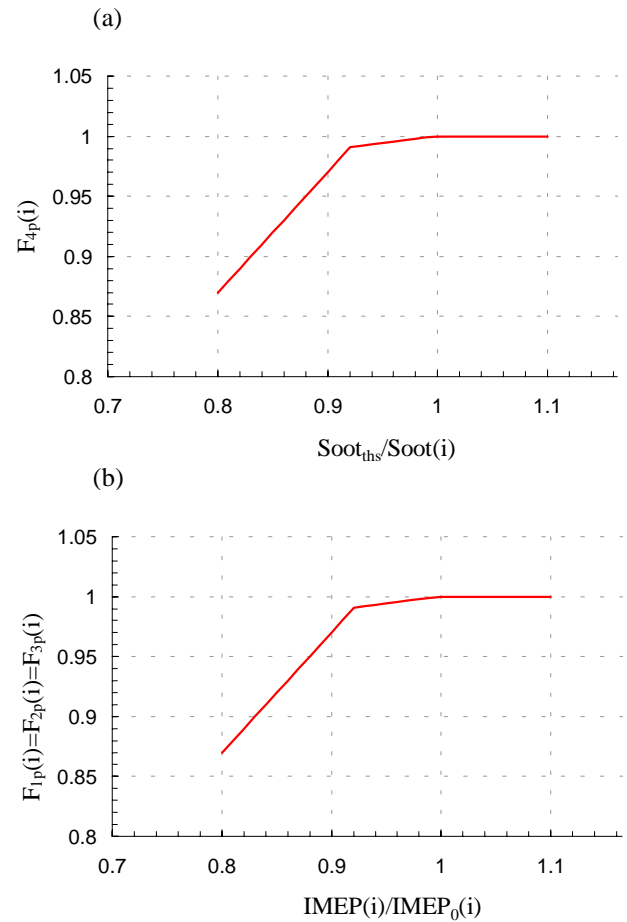 (a)
1.05
1
0.95
0.9
0.85
0.8
F4p(i)
0.7 0.8 0.9 1 1.1
Sootths/Soot(i)
(b)
1.05
1
0.95
0.9
0.85
0.8
F1p(i)=F2p(i)=F3p(i)
0.7 0.8 0.9 1 1.1
IMEP(i)/IMEP0(i)